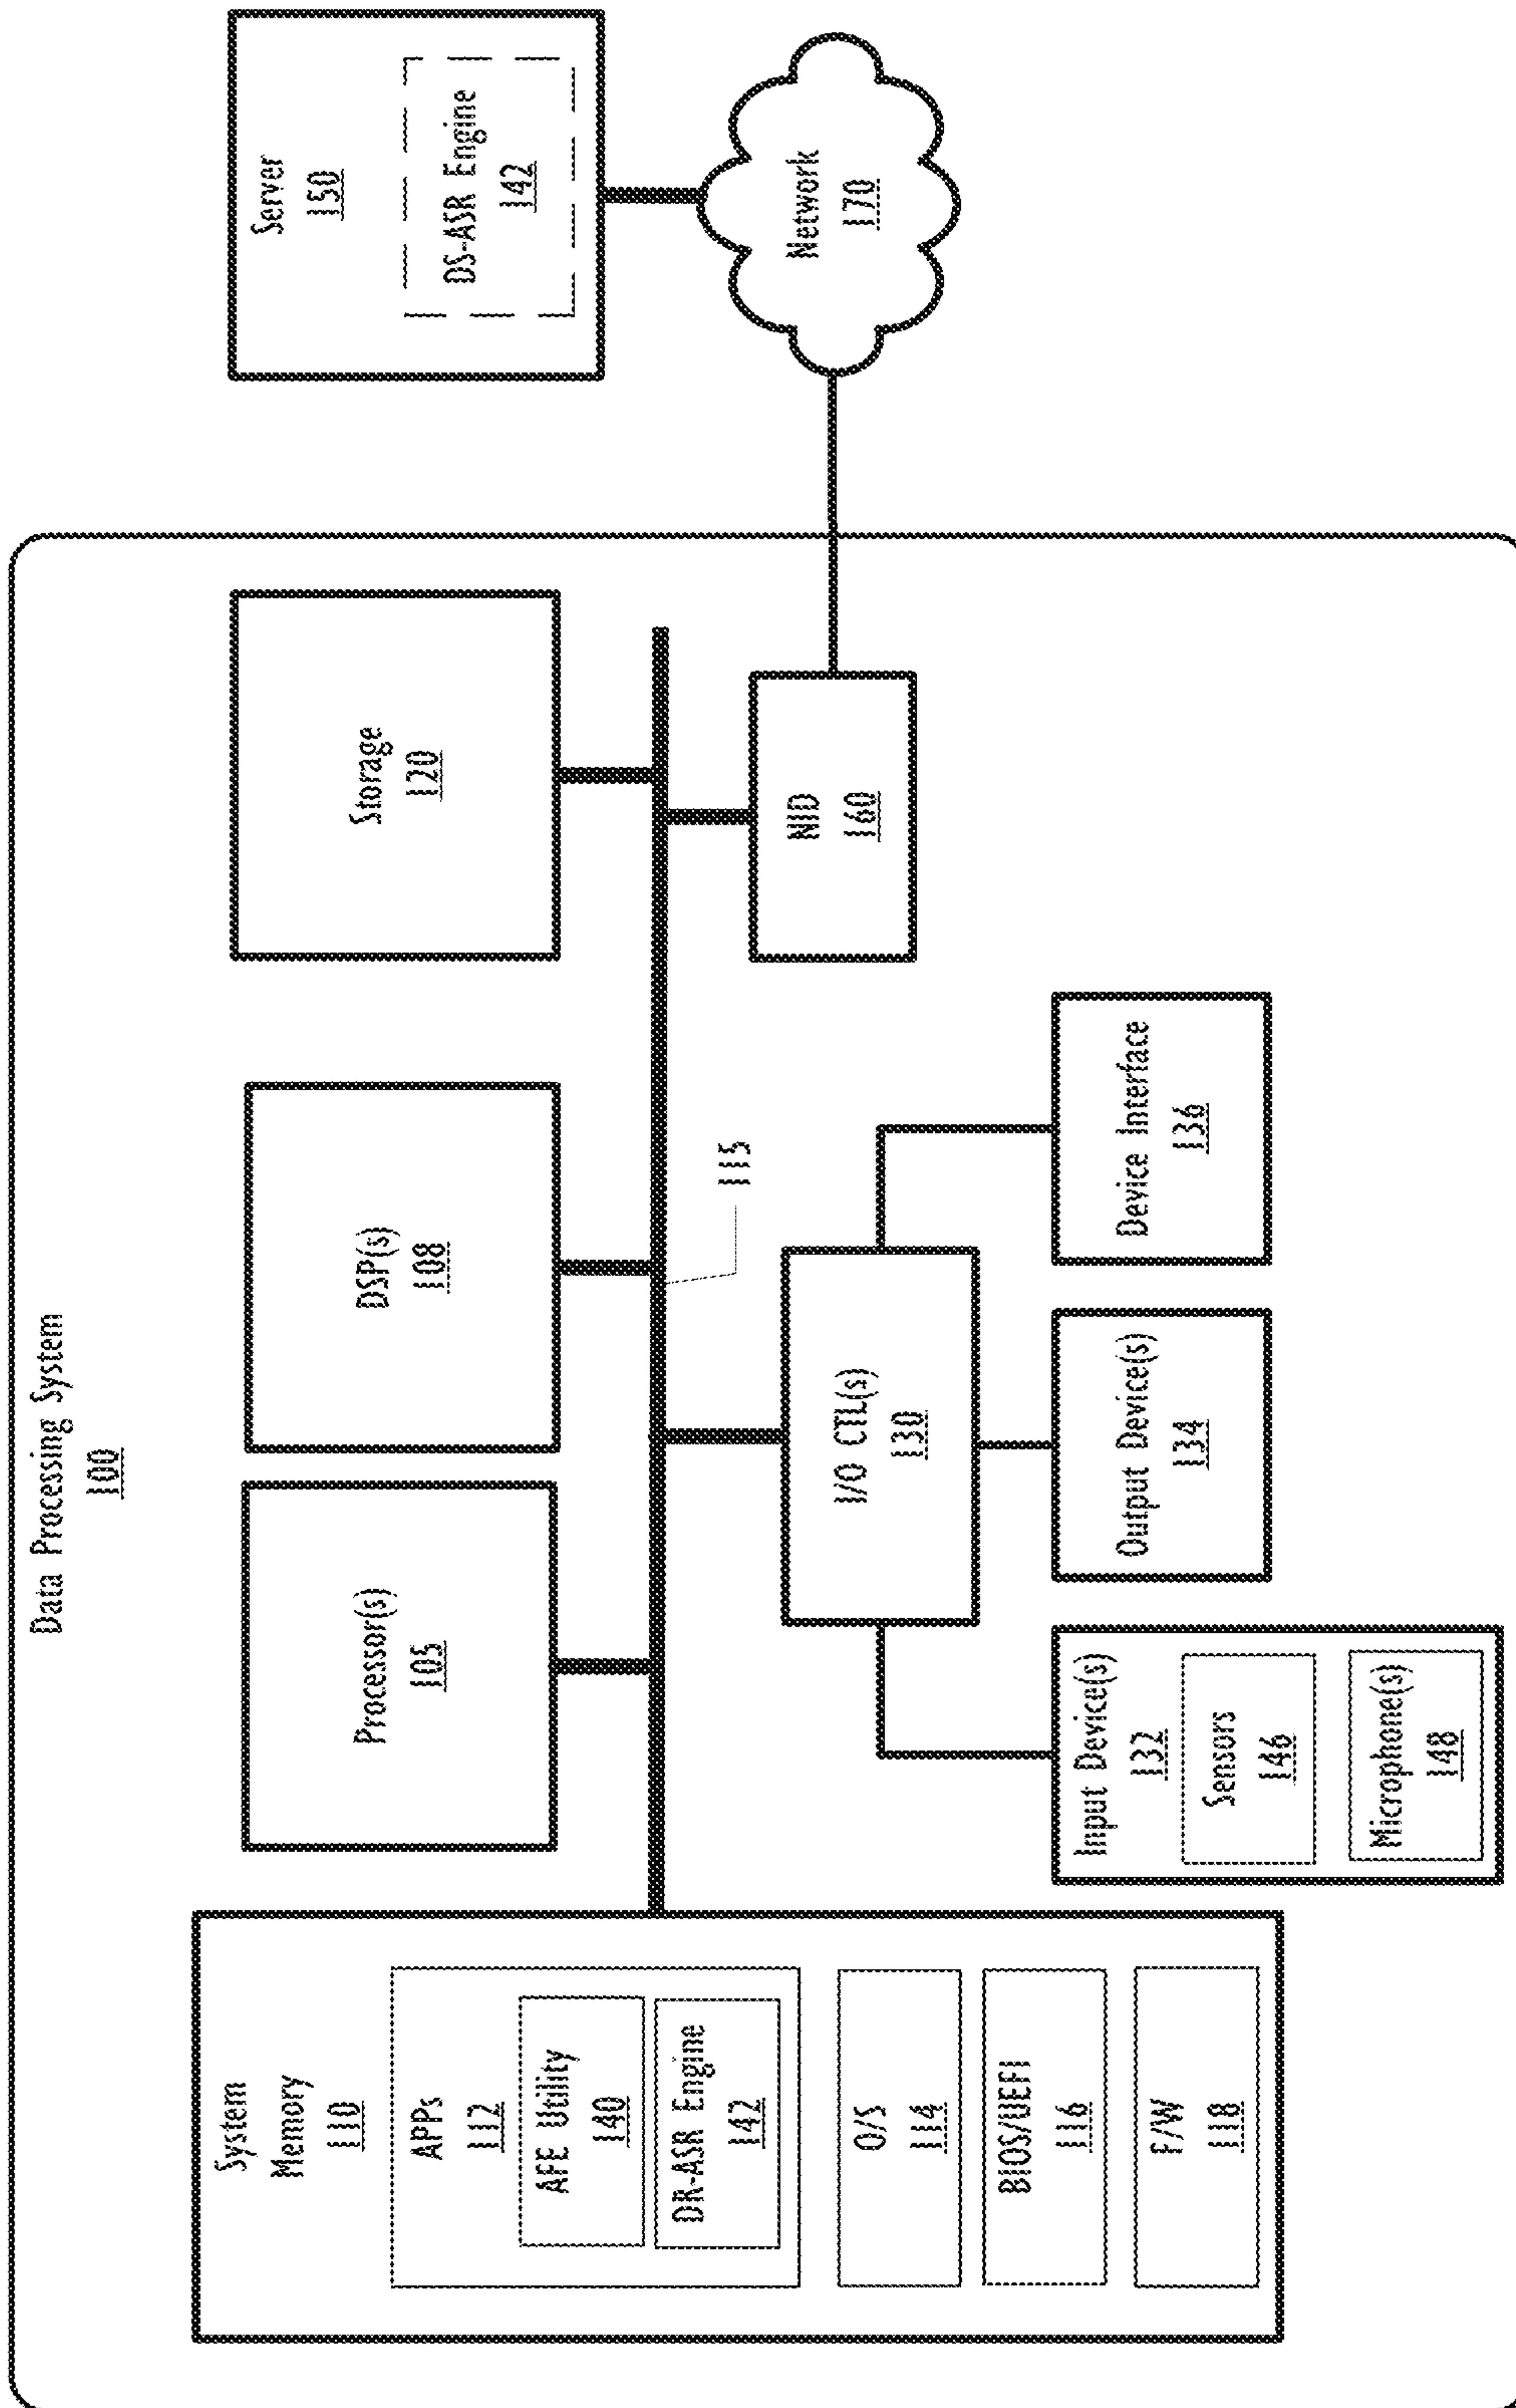 Data Processing System
100
System
Memory
110
APPs
112
AFE Utility
140
DR-ASR Engine
142
O/S
114
BIOS/UEFI
116
F/W
118
Processor(s)
105
DSP(s)
108
Storage
120
115
I/O CTL(s)
130
NID
160
Input Device(s)
132
Sensors
146
Microphone(s)
148
Output Device(s)
134
Device Interface
136
Server
150
DS-ASR Engine
142
Network
170